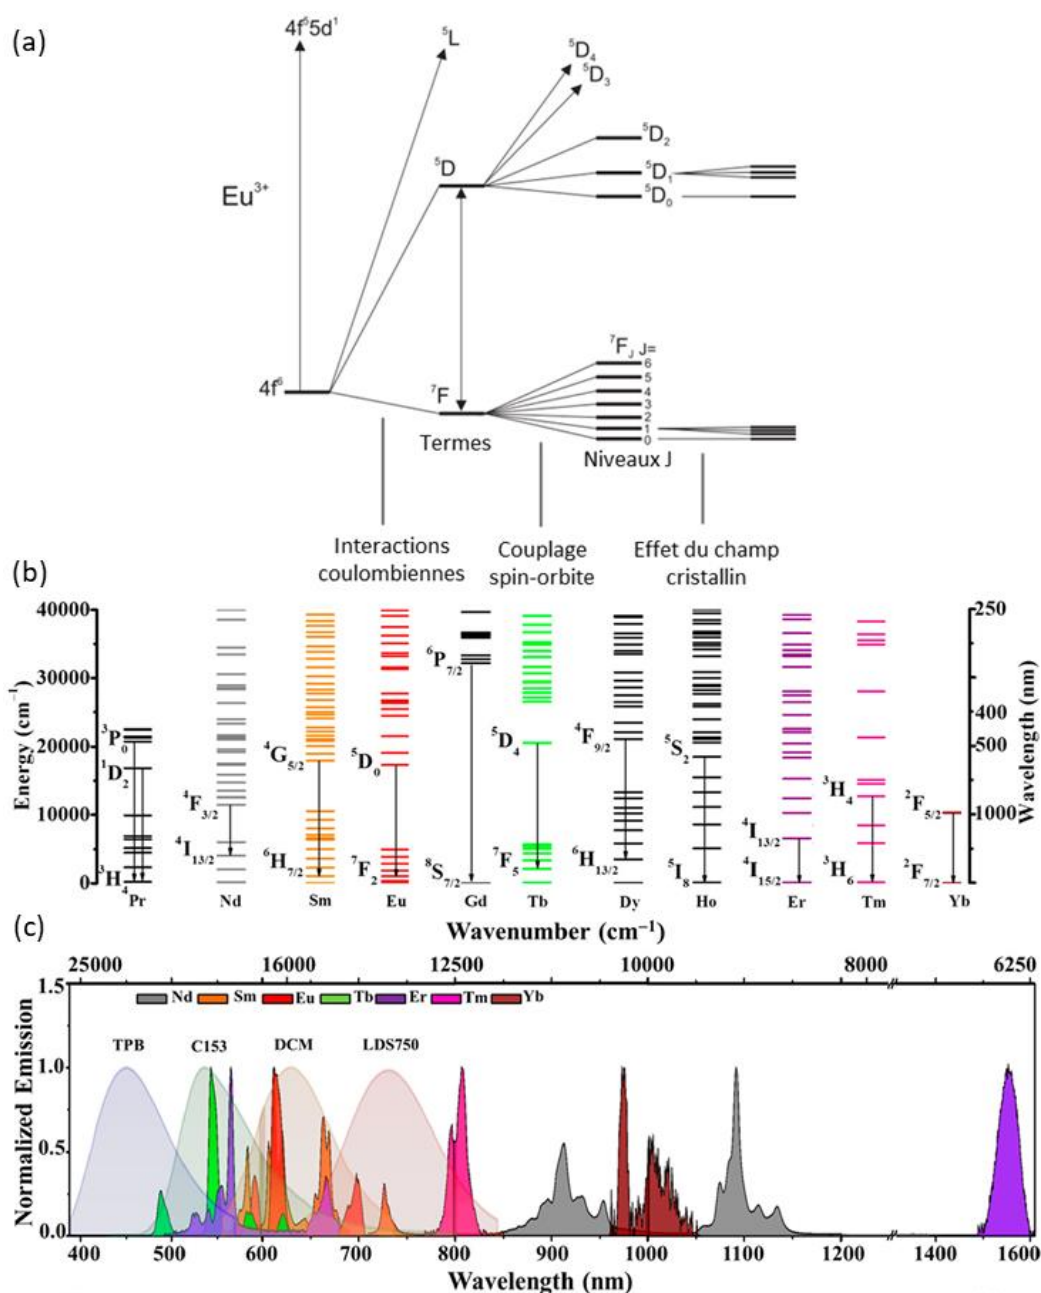 (a)
4f⁵5d¹
⁵L
⁵D₄
⁵D₃
⁵D₂
⁵D
⁵D₁
⁵D₀
Eu³⁺
⁷F_J J=
6
5
4
3
2
1
0
4f⁶
⁷F
Termes
Niveaux J
Interactions coulombiennes
Couplage spin-orbite
Effet du champ cristallin
(b)
Energy (cm⁻¹)
40000
30000
20000
10000
0
³P₀
¹D₂
³H₄
Pr
⁴F₃/₂
⁴I₁₃/₂
Nd
⁴G₅/₂
⁶H₇/₂
Sm
⁵D₀
⁷F₂
Eu
⁶P₇/₂
⁸S₇/₂
Gd
⁵D₄
⁷F₅
Tb
⁴F₉/₂
⁶H₁₃/₂
Dy
⁵S₂
⁵I₈
Ho
⁴I₁₃/₂
⁴I₁₅/₂
Er
³H₄
³H₆
Tm
²F₅/₂
²F₇/₂
Yb
250
400
500
1000
Wavelength (nm)
(c)
Wavenumber (cm⁻¹)
25000 16000 12500 10000 8000 6250
Normalized Emission
1.5
1.0
0.5
0.0
Nd Sm Eu Tb Er Tm Yb
TPB C153 DCM LDS750
400 500 600 700 800 900 1000 1100 1200 1400 1500 1600
Wavelength (nm)